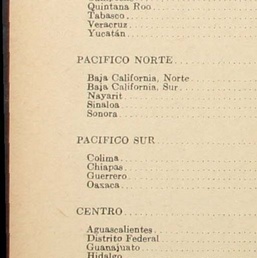 Quintana Roo
Tabasco
Veracruz
Yucatán
PACIFICO NORTE
Baja California, Norte
Baja California, Sur
Nayarit
Sinaloa
Sonora
PACIFICO SUR
Colima
Chiapas
Guerrero
Oaxaca
CENTRO
Aguascalientes
Distrito Federal
Guanajuato
Hidalgo